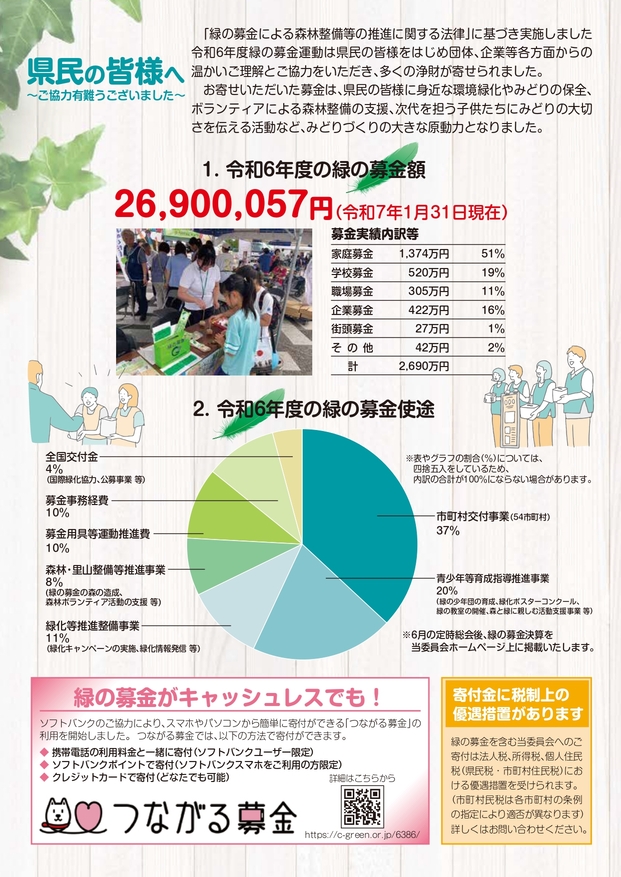 県民の皆様へ
〜ご協力有難うございました〜
「緑の募金による森林整備等の推進に関する法律」に基づき実施しました
令和6年度緑の募金運動は県民の皆様をはじめ団体、企業等各方面からの
温かいご理解とご協力をいただき、多くの浄財が寄せられました。
お寄せいただいた募金は、県民の皆様に身近な環境緑化やみどりの保全、
ボランティアによる森林整備の支援、次代を担う子供たちにみどりの大切
さを伝える活動など、みどりづくりの大きな原動力となりました。
1. 令和6年度の緑の募金額
26,900,057円(令和7年1月31日現在)
募金実績内訳等
家庭募金 1,374万円 51%
学校募金 520万円 19%
職場募金 305万円 11%
企業募金 422万円 16%
街頭募金 27万円 1%
その他 42万円 2%
計 2,690万円
2. 令和6年度の緑の募金使途
全国交付金
4%
(国際緑化協力、公募事業 等)
募金事務経費
10%
募金用具等運動推進費
10%
森林・里山整備等推進事業
8%
(緑の募金の森の造成、
森林ボランティア活動の支援 等)
緑化等推進整備事業
11%
(緑化キャンペーンの実施、緑化情報発信 等)
※表やグラフの割合(%)については、
四捨五入をしているため、
内訳の合計が100%にならない場合があります。
市町村交付事業(54市町村)
37%
青少年等育成指導推進事業
20%
(緑の少年団の育成、緑化ポスターコンクール、
緑の教室の開催、森と緑に親しむ活動支援事業 等)
※6月の定時総会後、緑の募金決算を
当委員会ホームページ上に掲載いたします。
緑の募金がキャッシュレスでも!
ソフトバンクのご協力により、スマホやパソコンから簡単に寄付ができる「つながる募金」の
利用を開始しました。つながる募金では、以下の方法で寄付ができます。
◆ 携帯電話の利用料金と一緒に寄付(ソフトバンクユーザー限定)
◆ ソフトバンクポイントで寄付(ソフトバンクスマホをご利用の方限定)
◆ クレジットカードで寄付(どなたでも可能)
詳細はこちらから
つながる募金
https://c-green.or.jp/6386/
寄付金に税制上の
優遇措置があります
緑の募金を含む当委員会へのご
寄付は法人税、所得税、個人住民
税(県民税・市町村住民税)にお
ける優遇措置を受けられます。
(市町村民税は各市町村の条例
の指定により適否が異なります)
詳しくはお問い合わせください。